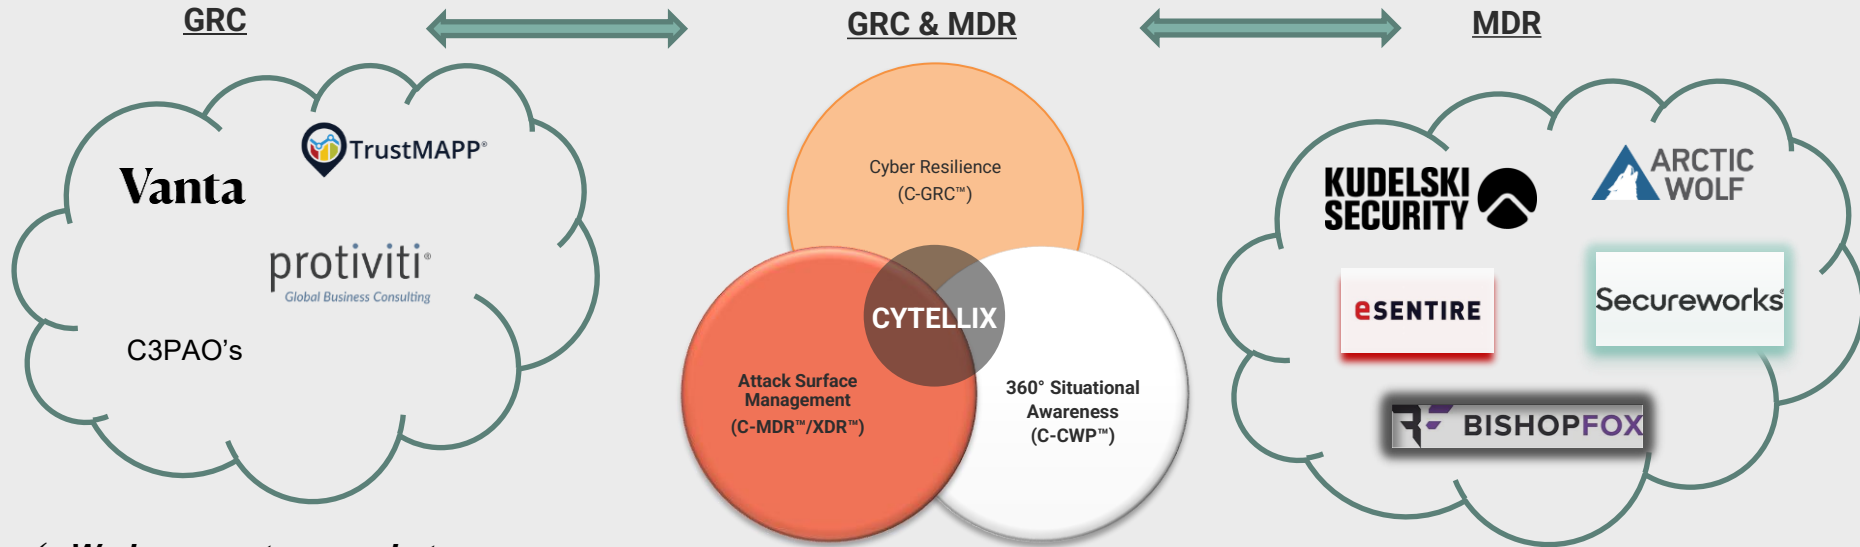 GRC
GRC & MDR
MDR
TrustMAPP®
Vanta
protiviti®
Global Business Consulting
C3PAO's
Cyber Resilience
(C-GRC™)
CYTELLIX
Attack Surface
Management
(C-MDR™/XDR™)
360° Situational
Awareness
(C-CWP™)
KUDELSKI
SECURITY
ARCTIC
WOLF
eSENTIRE
Secureworks®
BISHOPFOX